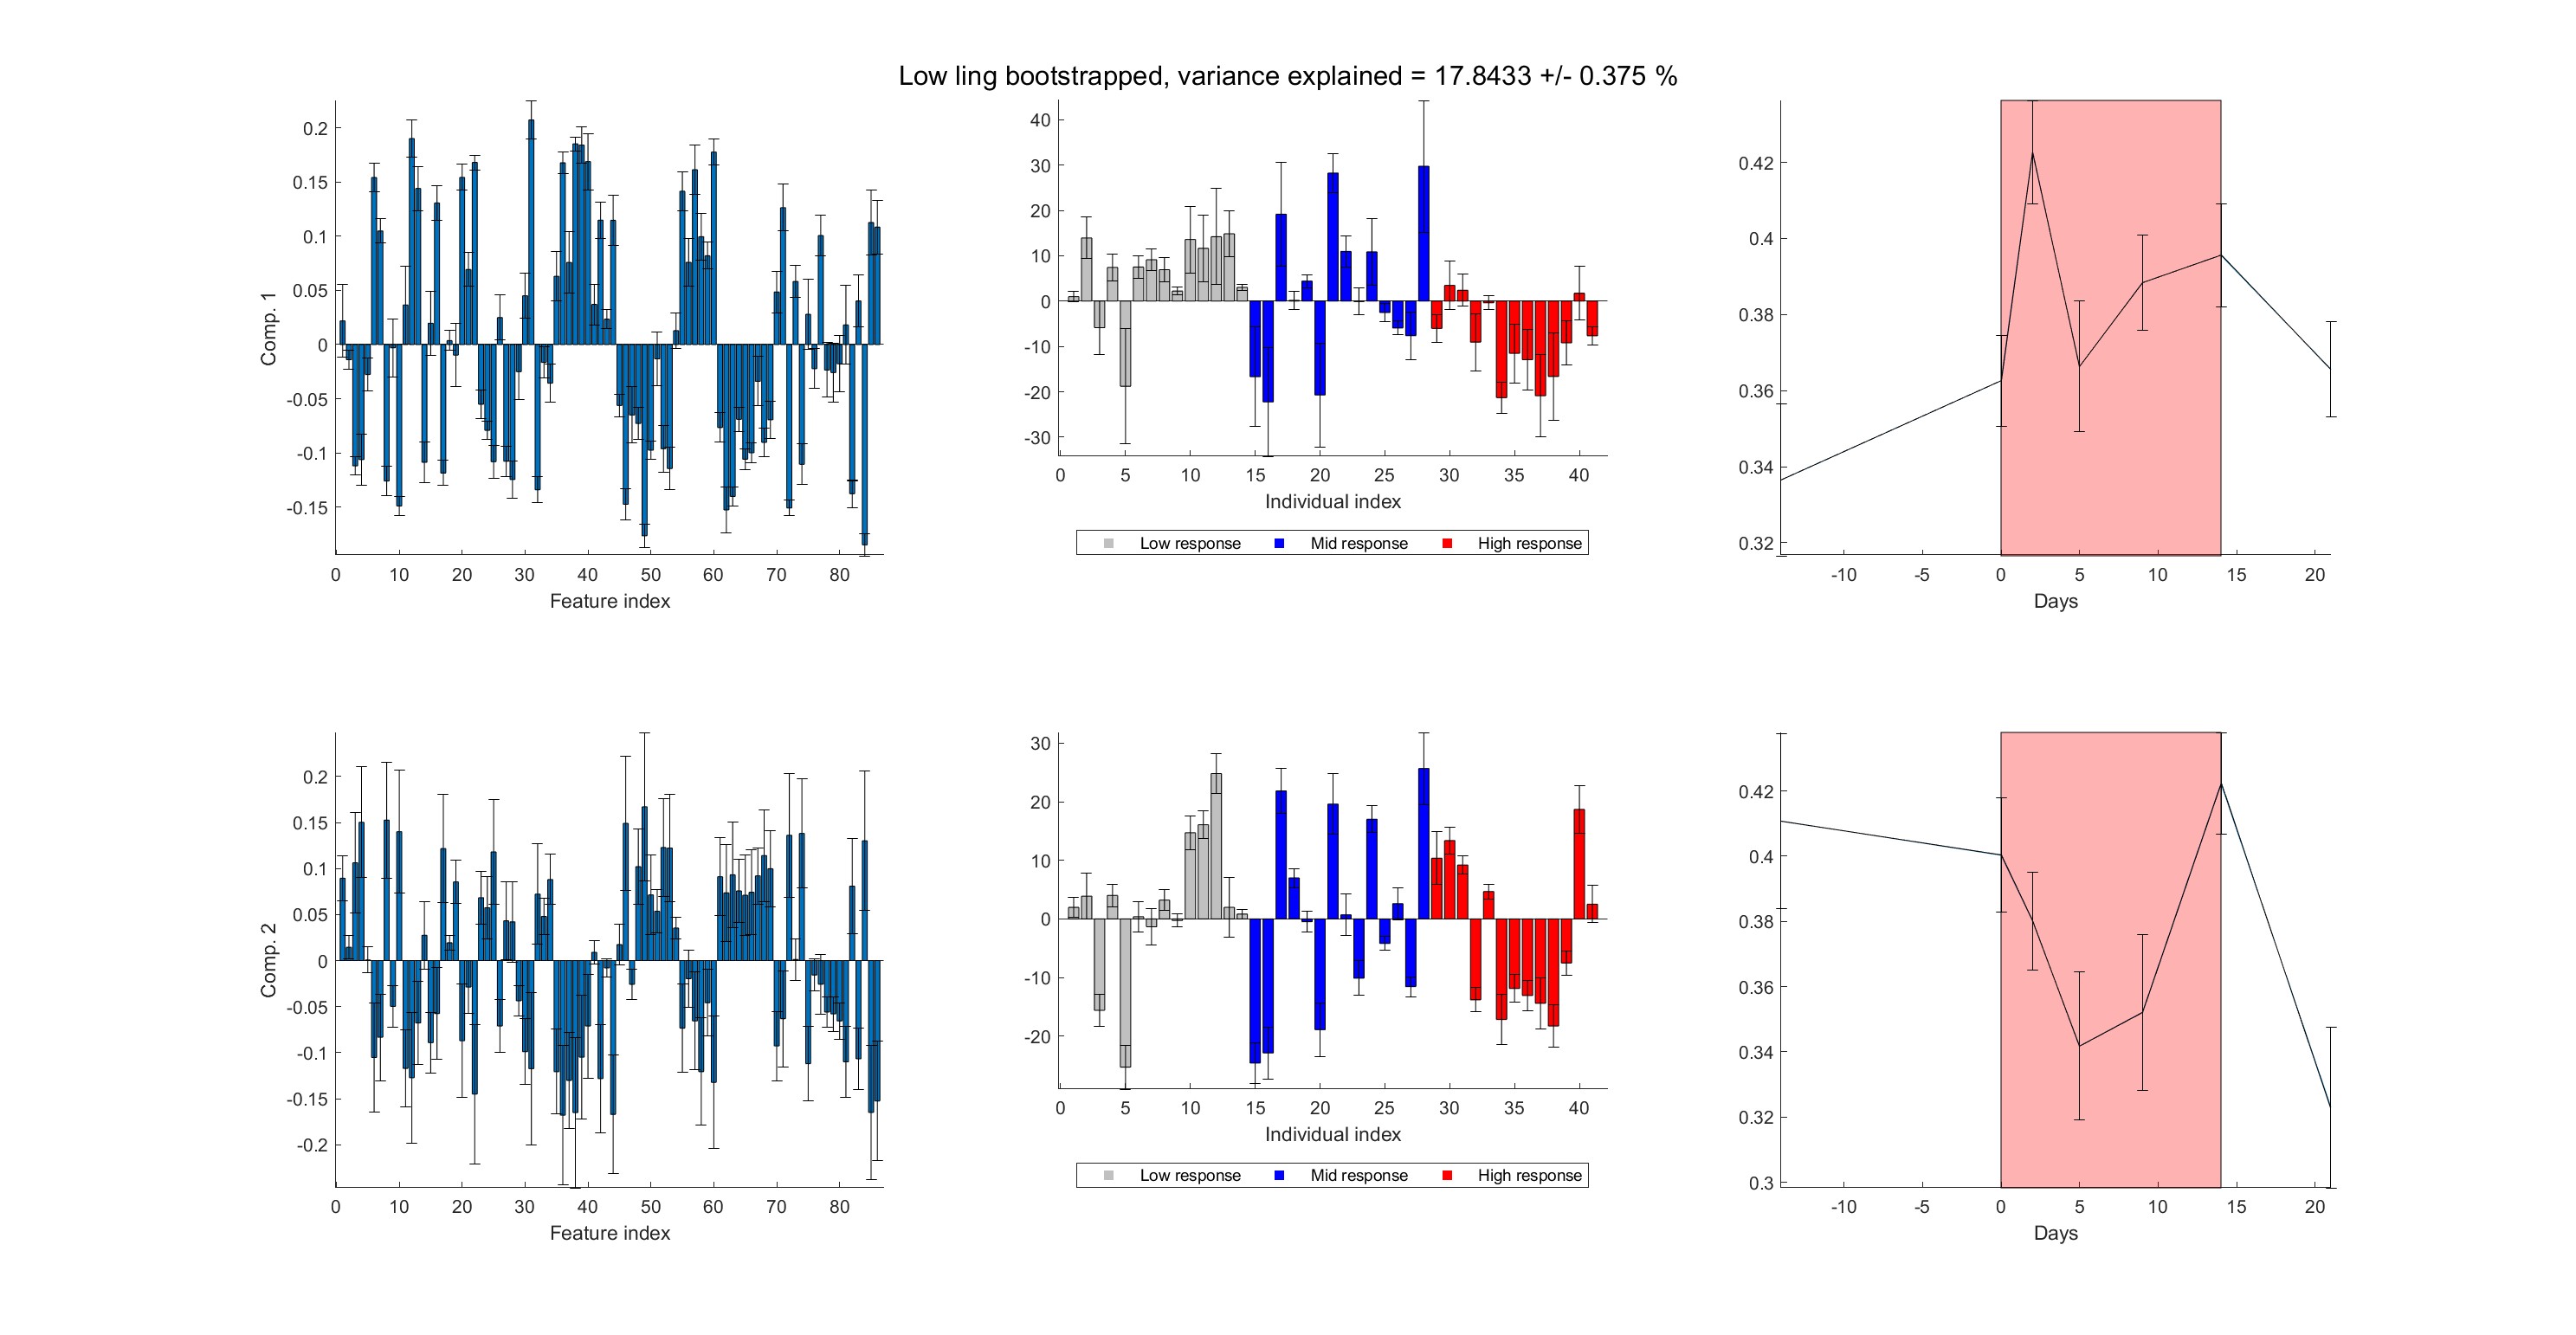 Low ling bootstrapped, variance explained = 17.8433 +/- 0.375 %
Comp. 1
0.2
0.15
0.1
0.05
0
-0.05
-0.1
-0.15
0 10 20 30 40 50 60 70 80
Feature index
40
30
20
10
0
-10
-20
-30
0 5 10 15 20 25 30 35 40
Individual index
Low response Mid response High response
0.42
0.4
0.38
0.36
0.34
0.32
-10 -5 0 5 10 15 20
Days
Comp. 2
0.2
0.15
0.1
0.05
0
-0.05
-0.1
-0.15
-0.2
0 10 20 30 40 50 60 70 80
Feature index
30
20
10
0
-10
-20
0 5 10 15 20 25 30 35 40
Individual index
Low response Mid response High response
0.42
0.4
0.38
0.36
0.34
0.32
0.3
-10 -5 0 5 10 15 20
Days